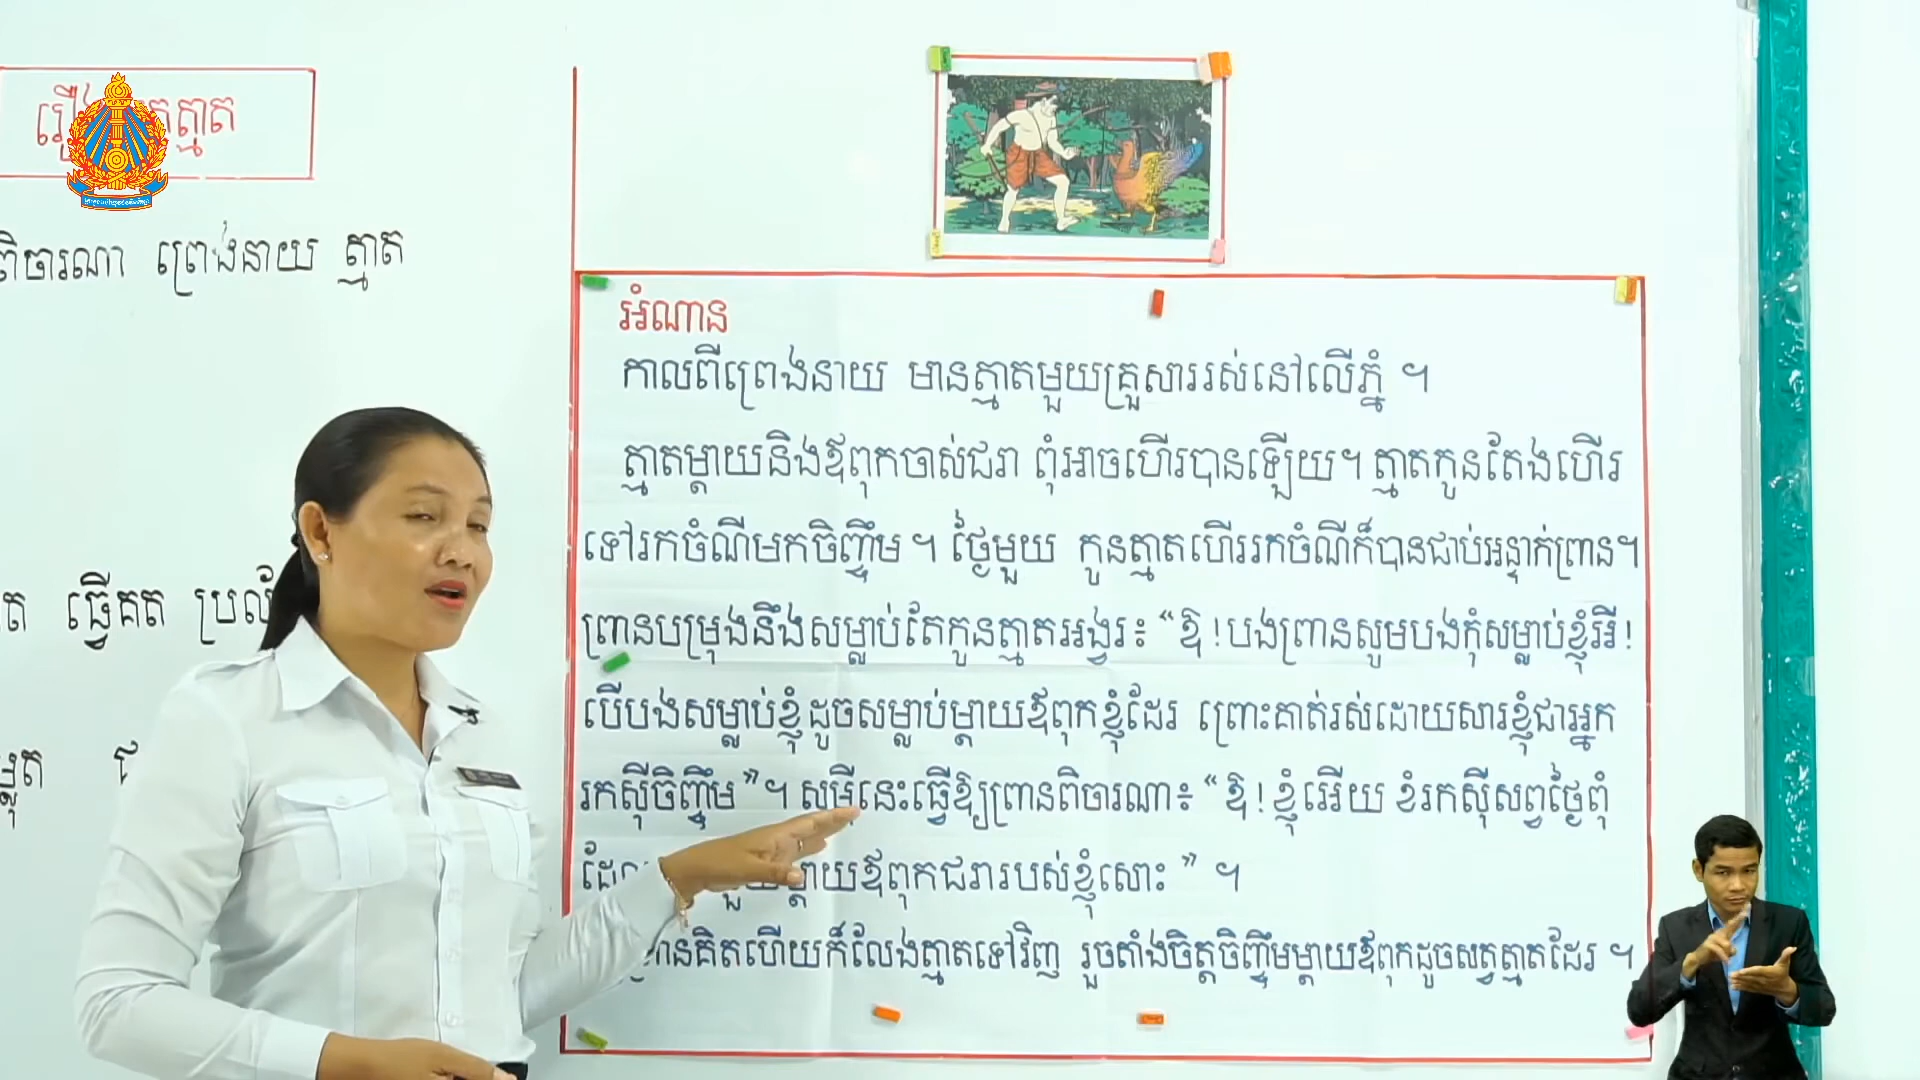 រឿង ត្មាត
ពិចារណា ព្រេងនាយ ត្មាត
ធ្វើគត
អំណាន
កាលពីព្រេងនាយ មានត្មាតមួយគ្រួសាររស់នៅលើភ្នំ ។
ត្មាតម្តាយនិងឪពុកចាស់ជរា ពុំអាចហើរបានឡើយ។ ត្មាតកូនតែងហើរ
ទៅរកចំណីមកចិញ្ចឹម ។ ថ្ងៃមួយ កូនត្មាតហើររកចំណីក៏បានជាប់អន្ទាក់ព្រាន។
ព្រានបម្រុងនឹងសម្លាប់តែកូនត្មាតអង្វរ៖ “ឱ ! បងព្រានសូមបងកុំសម្លាប់ខ្ញុំអី !
បើបងសម្លាប់ខ្ញុំដូចសម្លាប់ម្តាយឪពុកខ្ញុំដែរ ព្រោះគាត់រស់ដោយសារខ្ញុំជាអ្នក
រកស៊ីចិញ្ចឹម ” ។ សម្ដីនេះធ្វើឱ្យព្រានពិចារណា៖ “ ឱ ! ខ្ញុំអើយ ខំរកស៊ីសព្វថ្ងៃពុំ
ម្តាយឪពុកជរារបស់ខ្ញុំសោះ ” ។
គិតហើយក៏លែងត្មាតទៅវិញ រួចតាំងចិត្តចិញ្ចឹមម្តាយឪពុកដូចសត្វត្មាតដែរ ។